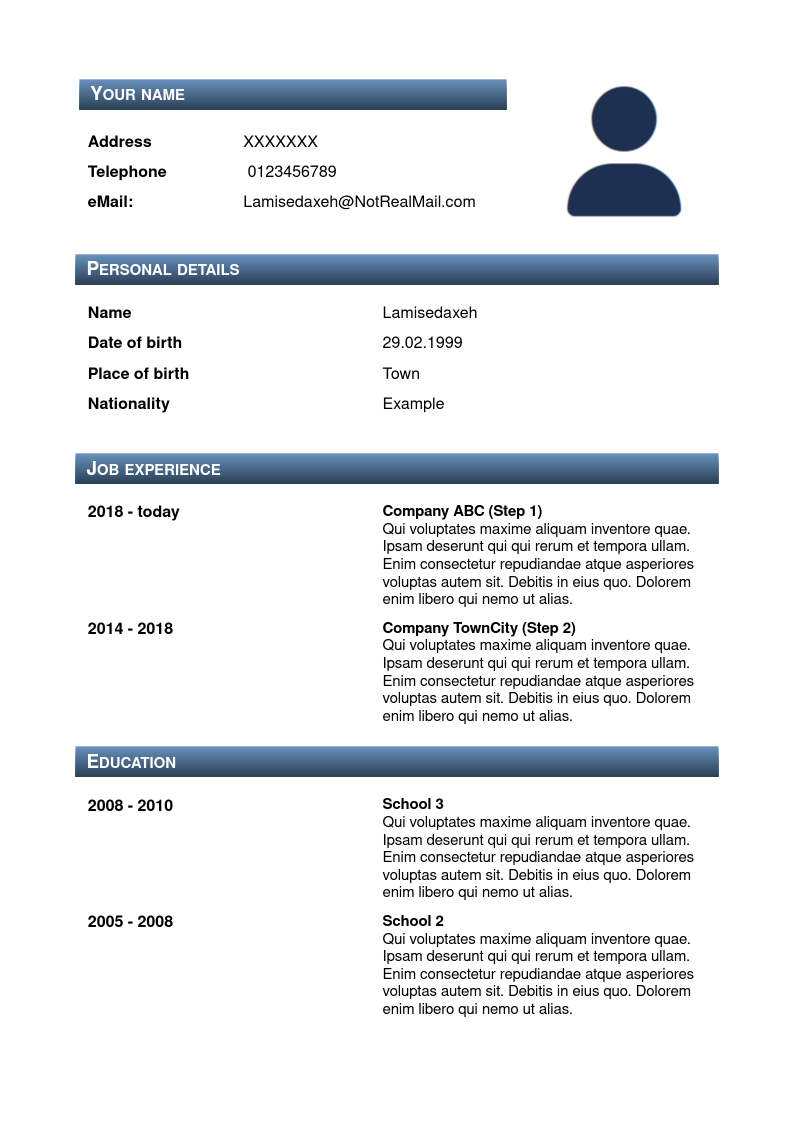 YOUR NAME
Address XXXXXXX
Telephone 0123456789
eMail: Lamisedaxeh@NotRealMail.com
PERSONAL DETAILS
Name Lamisedaxeh
Date of birth 29.02.1999
Place of birth Town
Nationality Example
JOB EXPERIENCE
2018 - today Company ABC (Step 1)
Qui voluptates maxime aliquam inventore quae.
Ipsam deserunt qui qui rerum et tempora ullam.
Enim consectetur repudiandae atque asperiores
voluptas autem sit. Debitis in eius quo. Dolorem
enim libero qui nemo ut alias.
2014 - 2018 Company TownCity (Step 2)
Qui voluptates maxime aliquam inventore quae.
Ipsam deserunt qui qui rerum et tempora ullam.
Enim consectetur repudiandae atque asperiores
voluptas autem sit. Debitis in eius quo. Dolorem
enim libero qui nemo ut alias.
EDUCATION
2008 - 2010 School 3
Qui voluptates maxime aliquam inventore quae.
Ipsam deserunt qui qui rerum et tempora ullam.
Enim consectetur repudiandae atque asperiores
voluptas autem sit. Debitis in eius quo. Dolorem
enim libero qui nemo ut alias.
2005 - 2008 School 2
Qui voluptates maxime aliquam inventore quae.
Ipsam deserunt qui qui rerum et tempora ullam.
Enim consectetur repudiandae atque asperiores
voluptas autem sit. Debitis in eius quo. Dolorem
enim libero qui nemo ut alias.